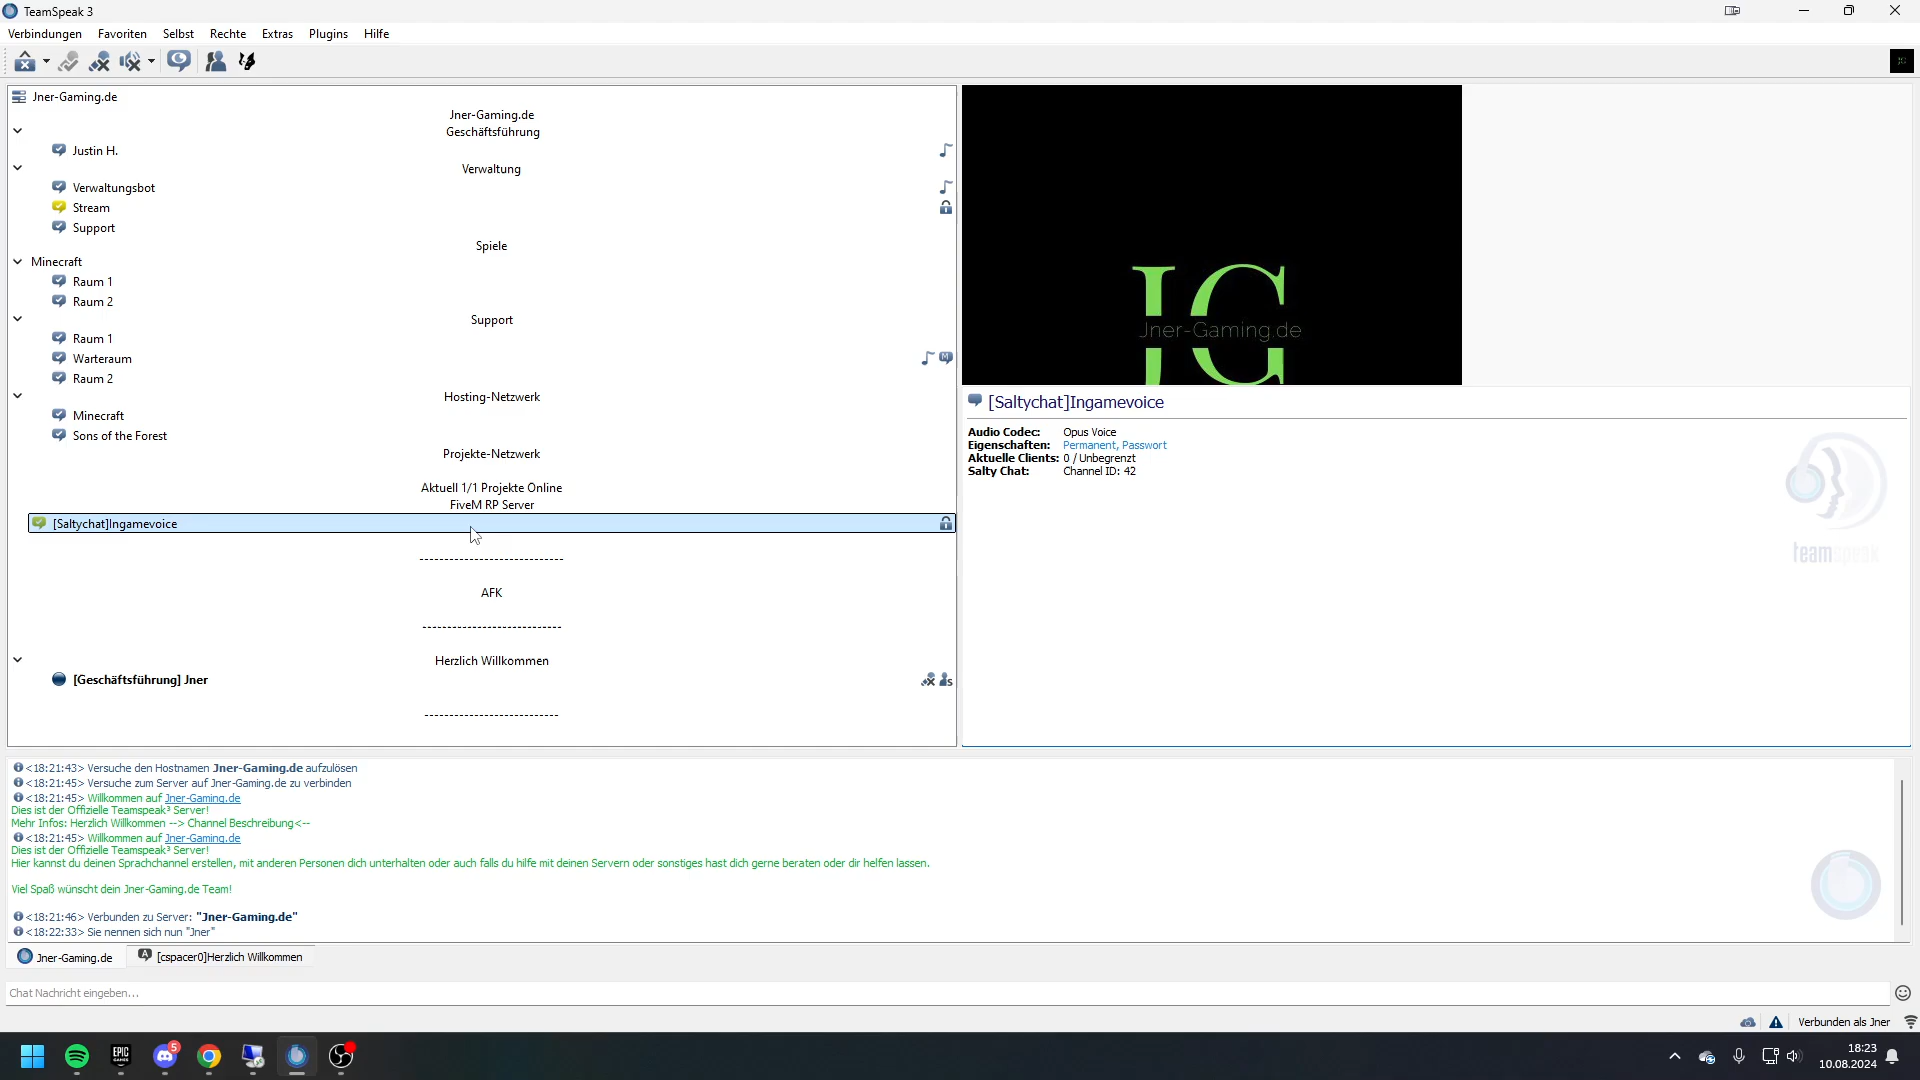 TeamSpeak 3
Verbindungen Favoriten Selbst Rechte Extras Plugins Hilfe
Jner-Gaming.de
Jner-Gaming.de
Geschäftsführung
Justin H.
Verwaltung
Verwaltungsbot
Stream
Support
Spiele
Minecraft
Raum 1
Raum 2
Support
Raum 1
Warteraum
Raum 2
Hosting-Netzwerk
Minecraft
Sons of the Forest
Projekte-Netzwerk
Aktuell 1/1 Projekte Online
FiveM RP Server
[Saltychat]Ingamevoice
----------------------------
AFK
----------------------------
Herzlich Willkommen
[Geschäftsführung] Jner
---------------------------
JG
Jner-Gaming.de
[Saltychat]Ingamevoice
Audio Codec: Opus Voice
Eigenschaften: Permanent, Passwort
Aktuelle Clients: 0 / Unbegrenzt
Salty Chat: Channel ID: 42
teamspeak
<18:21:43> Versuche den Hostnamen Jner-Gaming.de aufzulösen
<18:21:45> Versuche zum Server auf Jner-Gaming.de zu verbinden
<18:21:45> Willkommen auf Jner-Gaming.de
Dies ist der Offizielle Teamspeak³ Server!
Mehr Infos: Herzlich Willkommen --> Channel Beschreibung<--
<18:21:45> Willkommen auf Jner-Gaming.de
Dies ist der Offizielle Teamspeak³ Server!
Hier kannst du deinen Sprachchannel erstellen, mit anderen Personen dich unterhalten oder auch falls du hilfe mit deinen Servern oder sonstiges hast dich gerne beraten oder dir helfen lassen.
Viel Spaß wünscht dein Jner-Gaming.de Team!
<18:21:46> Verbunden zu Server: "Jner-Gaming.de"
<18:22:33> Sie nennen sich nun "Jner"
Jner-Gaming.de [cspacer0]Herzlich Willkommen
Chat Nachricht eingeben...
Verbunden als Jner
EPIC GAMES
5
18:23
10.08.2024